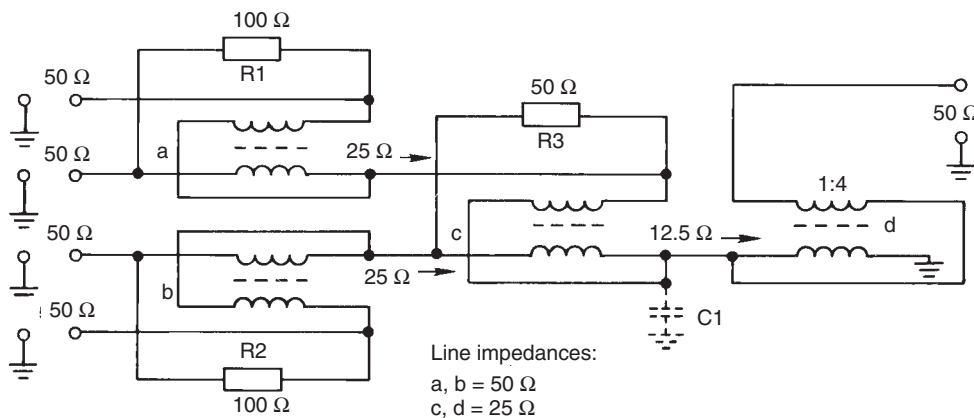 100 Ω
R1
50 Ω
50 Ω
a
25 Ω
50 Ω
R3
50 Ω
1:4
d
c
12.5 Ω
50 Ω
25 Ω
b
50 Ω
R2
100 Ω
C1
Line impedances:
a, b = 50 Ω
c, d = 25 Ω